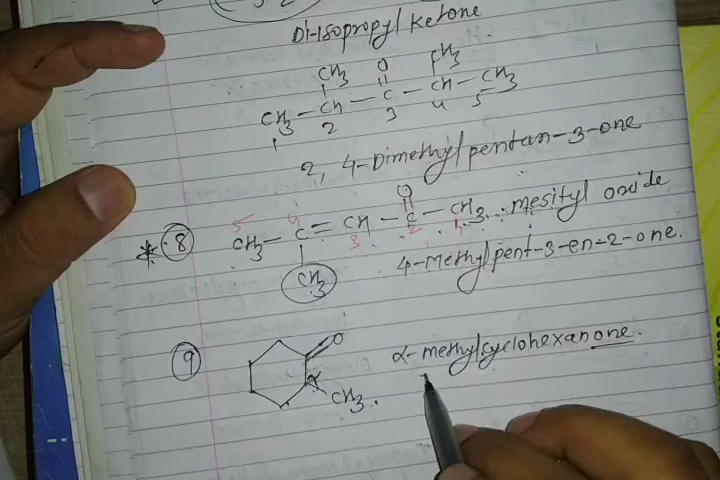 Di-isopropyl ketone
CH3 O CH3
CH3 - CH - C - CH - CH3
1 2 3 4 5
2, 4-Dimethylpentan-3-one
* 8 CH3 - C = CH - C - CH3 ... mesityl oxide
5 4 3 2 1
O
CH3
4-Methylpent-3-en-2-one.
9 O
α
CH3.
α-methylcyclohexanone.